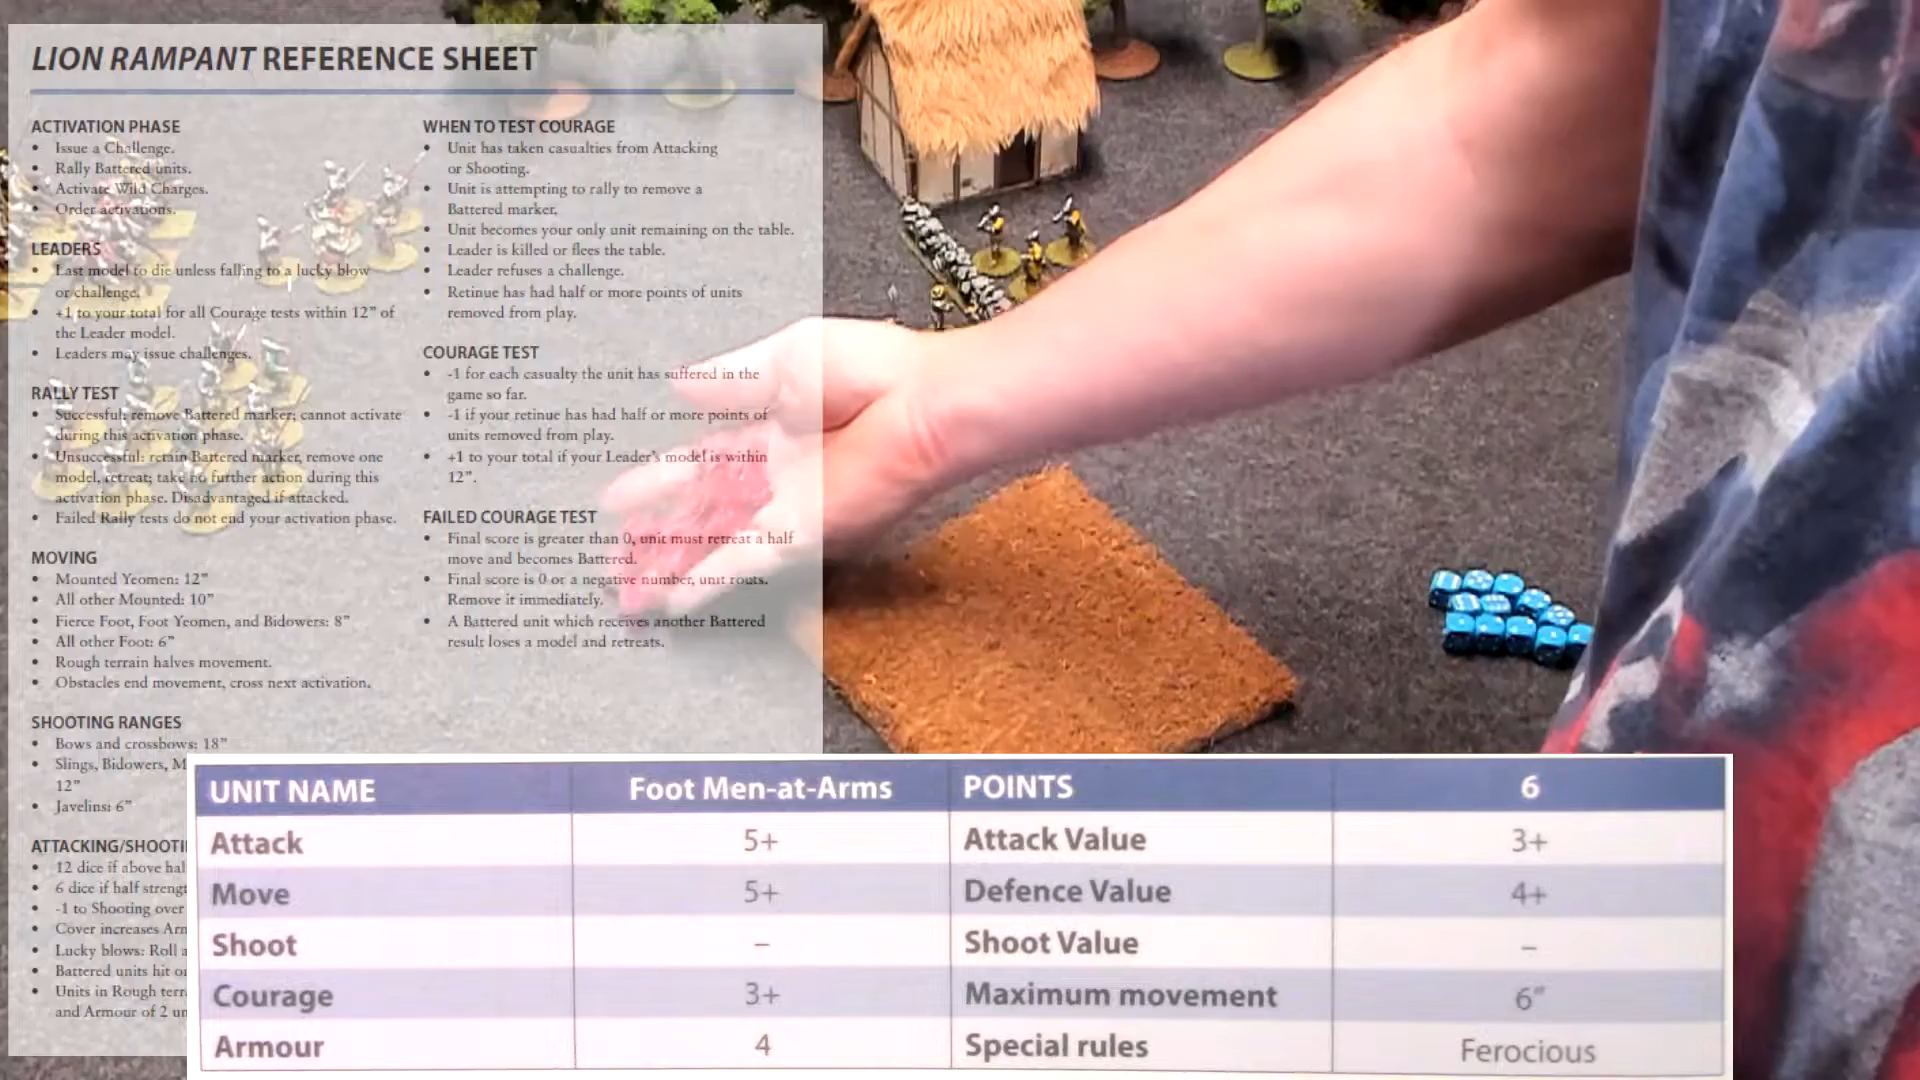 LION RAMPANT REFERENCE SHEET
ACTIVATION PHASE
• Issue a Challenge.
• Rally Battered units.
• Activate Wild Charges.
• Order activations.
LEADERS
• Last model to die unless falling to a lucky blow
or challenge.
• +1 to your total for all Courage tests within 12” of
the Leader model.
• Leaders may issue challenges.
RALLY TEST
• Successful: remove Battered marker; cannot activate
during this activation phase.
• Unsuccessful: retain Battered marker, remove one
model, retreat; take no further action during this
activation phase. Disadvantaged if attacked.
• Failed Rally tests do not end your activation phase.
MOVING
• Mounted Yeomen: 12”
• All other Mounted: 10”
• Fierce Foot, Foot Yeomen, and Bidowers: 8”
• All other Foot: 6”
• Rough terrain halves movement.
• Obstacles end movement, cross next activation.
SHOOTING RANGES
• Bows and crossbows: 18”
• Slings, Bidowers, M
12”
• Javelins: 6”
ATTACKING/SHOOTI
• 12 dice if above hal
• 6 dice if half strengt
• -1 to Shooting over
• Cover increases Arm
• Lucky blows: Roll a
• Battered units hit on
• Units in Rough terr
and Armour of 2 un
WHEN TO TEST COURAGE
• Unit has taken casualties from Attacking
or Shooting.
• Unit is attempting to rally to remove a
Battered marker.
• Unit becomes your only unit remaining on the table.
• Leader is killed or flees the table.
• Leader refuses a challenge.
• Retinue has had half or more points of units
removed from play.
COURAGE TEST
• -1 for each casualty the unit has suffered in the
game so far.
• -1 if your retinue has had half or more points of
units removed from play.
• +1 to your total if your Leader’s model is within
12”.
FAILED COURAGE TEST
• Final score is greater than 0, unit must retreat a half
move and becomes Battered.
• Final score is 0 or a negative number, unit routs.
Remove it immediately.
• A Battered unit which receives another Battered
result loses a model and retreats.
UNIT NAME Foot Men-at-Arms POINTS 6
Attack 5+ Attack Value 3+
Move 5+ Defence Value 4+
Shoot – Shoot Value –
Courage 3+ Maximum movement 6”
Armour 4 Special rules Ferocious